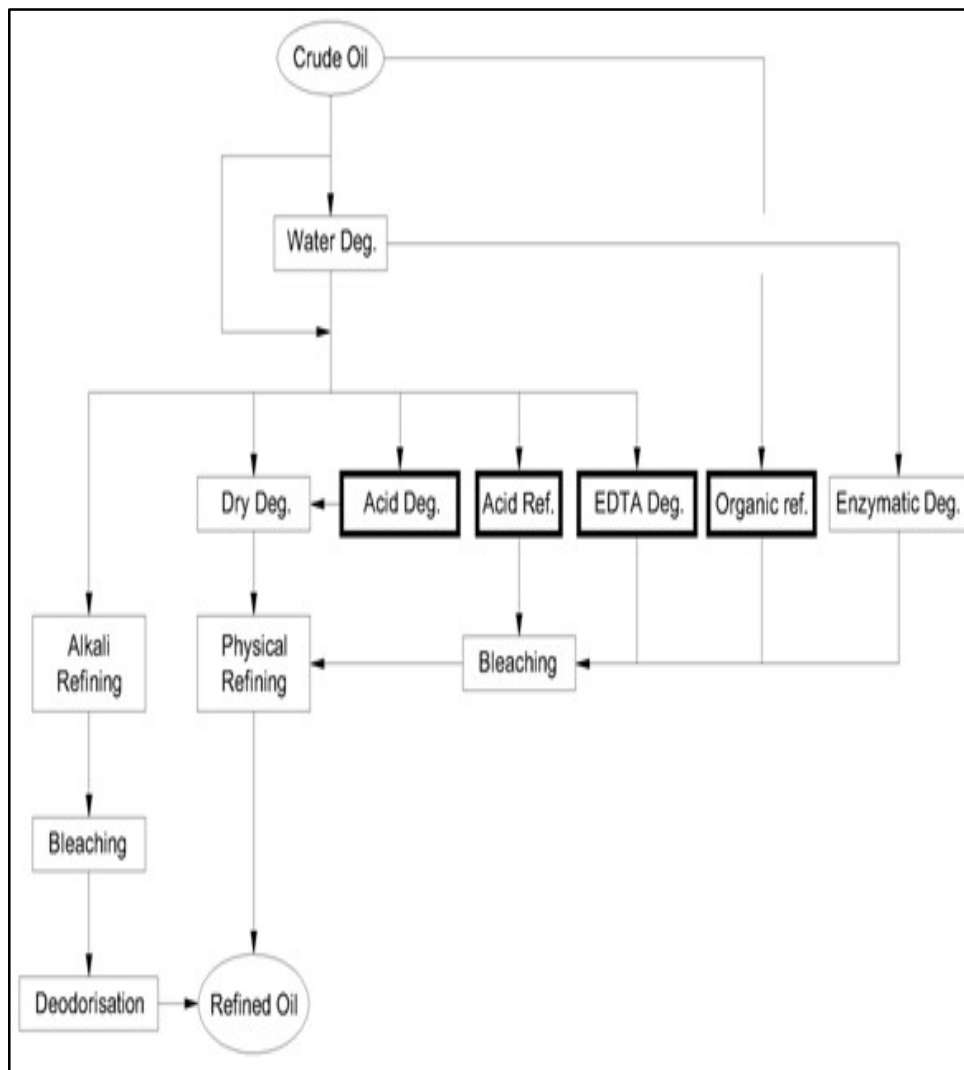 Crude Oil
Water Deg.
Dry Deg.
Acid Deg.
Acid Ref.
EDTA Deg.
Organic ref.
Enzymatic Deg.
Alkali
Refining
Physical
Refining
Bleaching
Bleaching
Deodorisation
Refined Oil